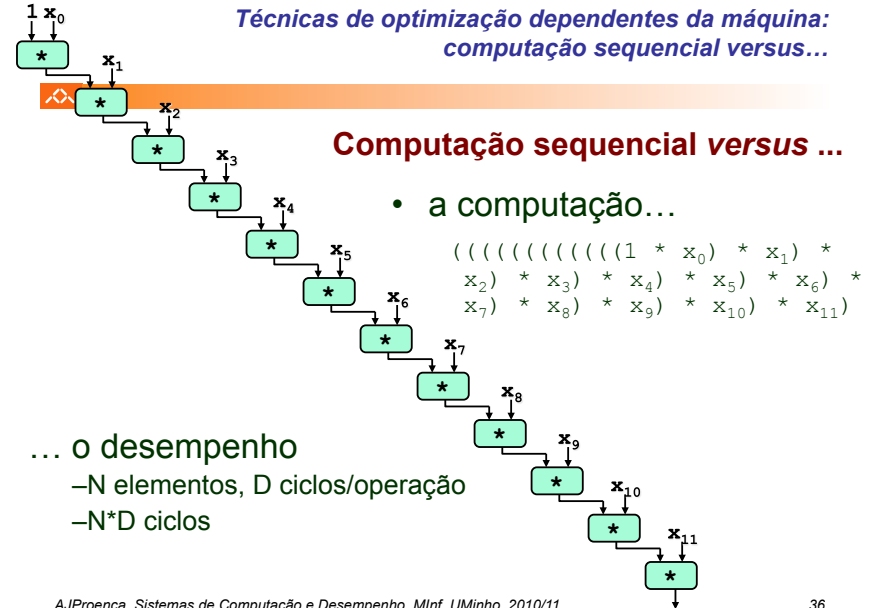 1 x0
Técnicas de optimização dependentes da máquina:
computação sequencial versus…
*
x1
*
x2
*
Computação sequencial versus ...
x3
*
• a computação…
x4
*
((((((((((((1 * x0) * x1) *
x5
*
x2) * x3) * x4) * x5) * x6) *
x6
*
x7) * x8) * x9) * x10) * x11)
x7
*
x8
*
… o desempenho
x9
*
–N elementos, D ciclos/operação
x10
*
–N*D ciclos
x11
*
AJProença, Sistemas de Computação e Desempenho, MInf, UMinho, 2010/11
36